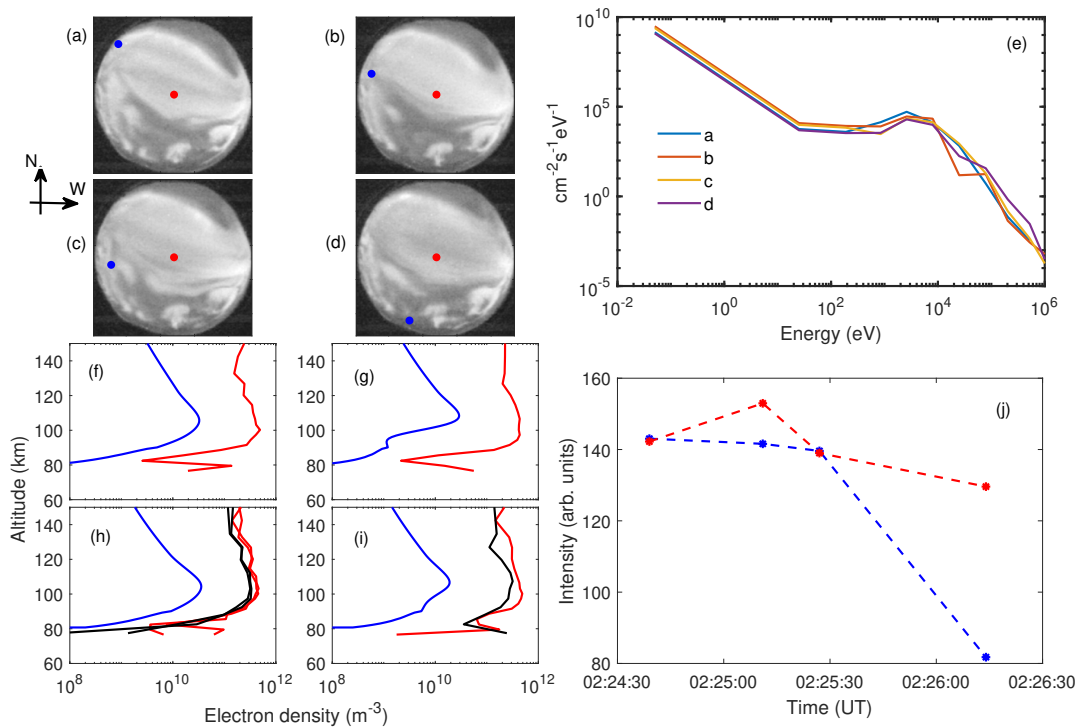 (a)
(b)
N
W
(c)
(d)
10^10
10^5
10^0
10^-5
cm^-2 s^-1 eV^-1
(e)
a
b
c
d
10^-2
10^0
10^2
10^4
10^6
Energy (eV)
140
120
100
80
60
(f)
(g)
140
120
100
80
60
(h)
(i)
Altitude (km)
10^8
10^10
10^12
10^8
10^10
10^12
Electron density (m^-3)
160
140
120
100
80
(j)
Intensity (arb. units)
02:24:30
02:25:00
02:25:30
02:26:00
02:26:30
Time (UT)